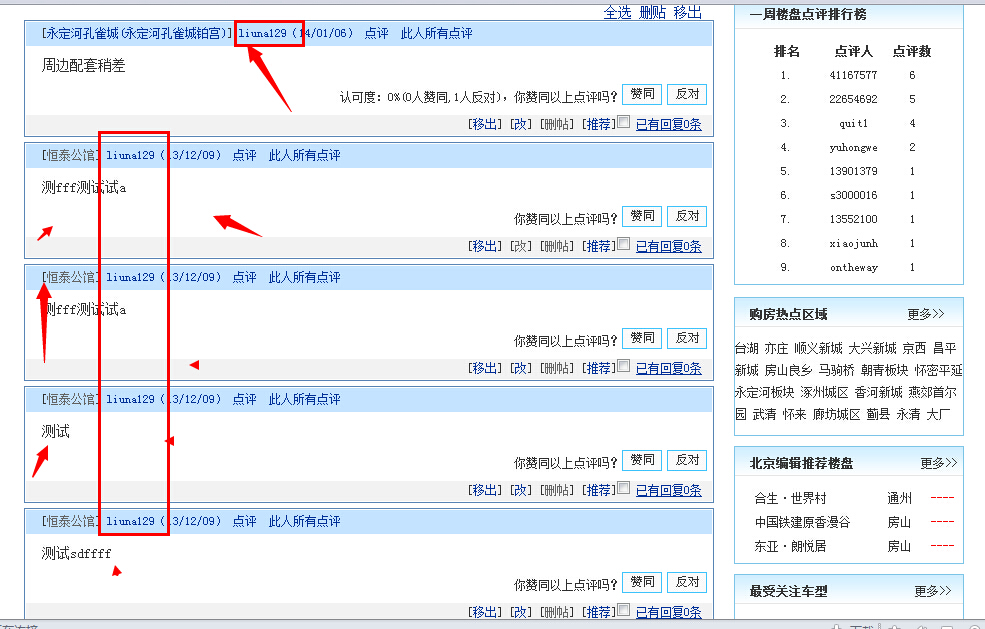 全选 删贴 移出
[永定河孔雀城(永定河孔雀城铂宫)] liuna129 (14/01/06) 点评 此人所有点评
周边配套稍差
认可度: 0%(0人赞同,1人反对), 你赞同以上点评吗? 赞同 反对
[移出] [改] [删帖] [推荐] 已有回复0条
[恒泰公馆] liuna129 (13/12/09) 点评 此人所有点评
测fff测试试a
你赞同以上点评吗? 赞同 反对
[移出] [改] [删帖] [推荐] 已有回复0条
[恒泰公馆] liuna129 (13/12/09) 点评 此人所有点评
测fff测试试a
你赞同以上点评吗? 赞同 反对
[移出] [改] [删帖] [推荐] 已有回复0条
[恒泰公馆] liuna129 (13/12/09) 点评 此人所有点评
测试
你赞同以上点评吗? 赞同 反对
[移出] [改] [删帖] [推荐] 已有回复0条
[恒泰公馆] liuna129 (13/12/09) 点评 此人所有点评
测试sdffff
你赞同以上点评吗? 赞同 反对
[移出] [改] [删帖] [推荐] 已有回复0条
一周楼盘点评排行榜
排名 点评人 点评数
1. 41167577 6
2. 22654692 5
3. quit1 4
4. yuhongwe 2
5. 13901379 1
6. s3000016 1
7. 13552100 1
8. xiaojunh 1
9. ontheway 1
购房热点区域 更多>>
台湖 亦庄 顺义新城 大兴新城 京西 昌平
新城 房山良乡 马驹桥 朝青板块 怀密平延
永定河板块 涿州城区 香河新城 燕郊首尔
园 武清 怀来 廊坊城区 蓟县 永清 大厂
北京编辑推荐楼盘 更多>>
合生·世界村 通州 ----
中国铁建原香漫谷 房山 ----
东亚·朗悦居 房山 ----
最受关注车型 更多>>